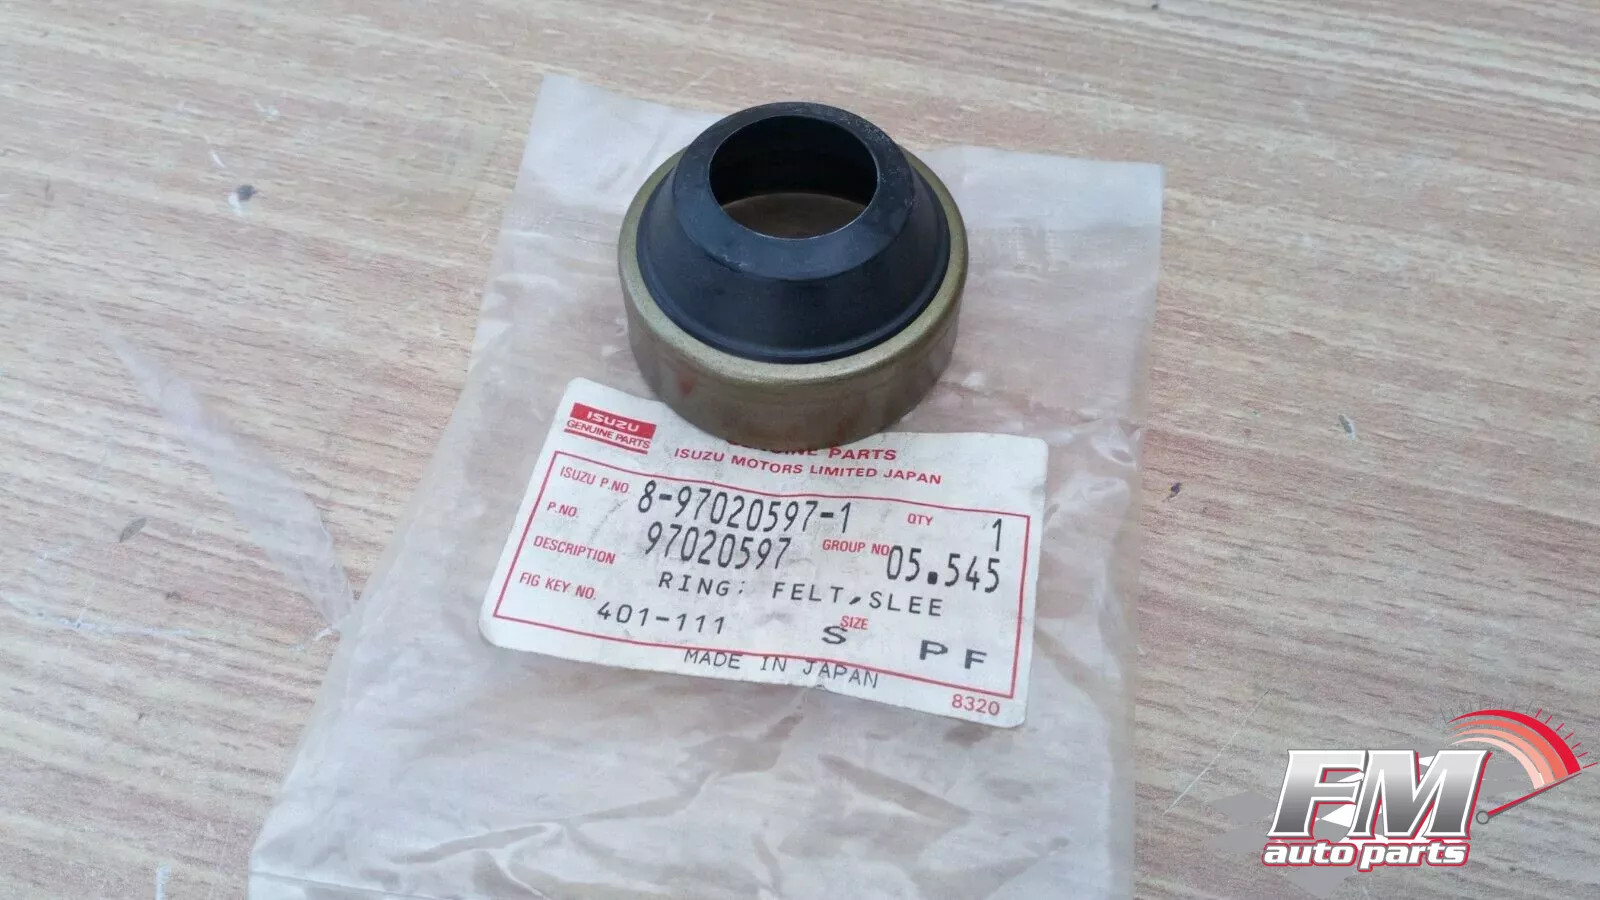 ISUZU
GENUINE PARTS
PARTS
ISUZU MOTORS LIMITED JAPAN
ISUZU P.NO. 8-97020597-1 QTY 1
P.NO. 97020597 GROUP NO 05.545
DESCRIPTION RING; FELT,SLEE
FIG KEY NO. 401-111 SIZE S PF
MADE IN JAPAN
8320
FM
auto parts